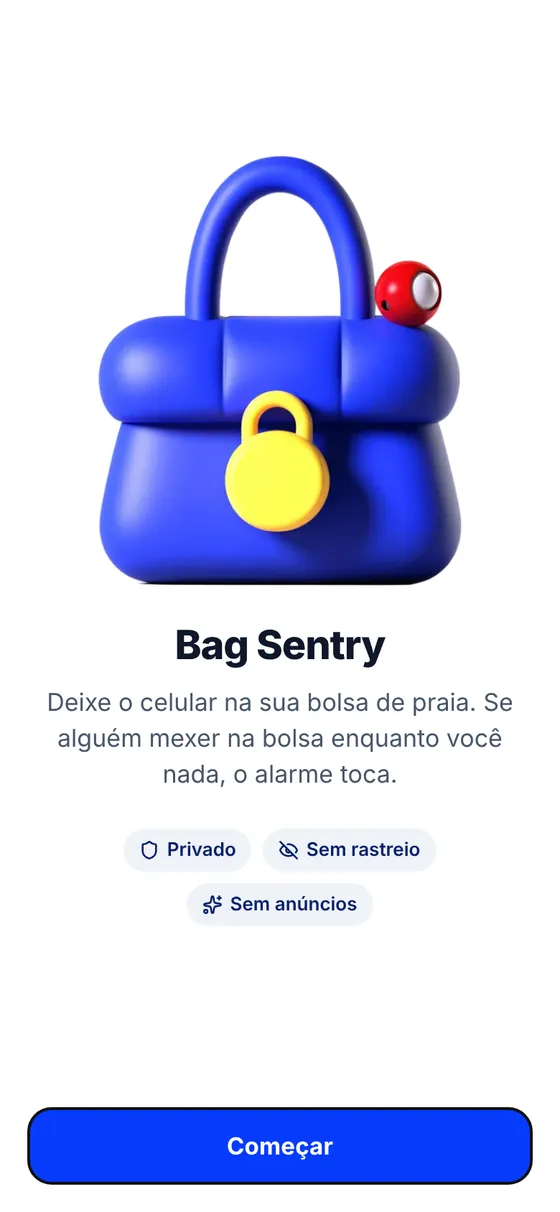 Bag Sentry
Deixe o celular na sua bolsa de praia. Se
alguém mexer na bolsa enquanto você
nada, o alarme toca.
Privado
Sem rastreio
Sem anúncios
Começar